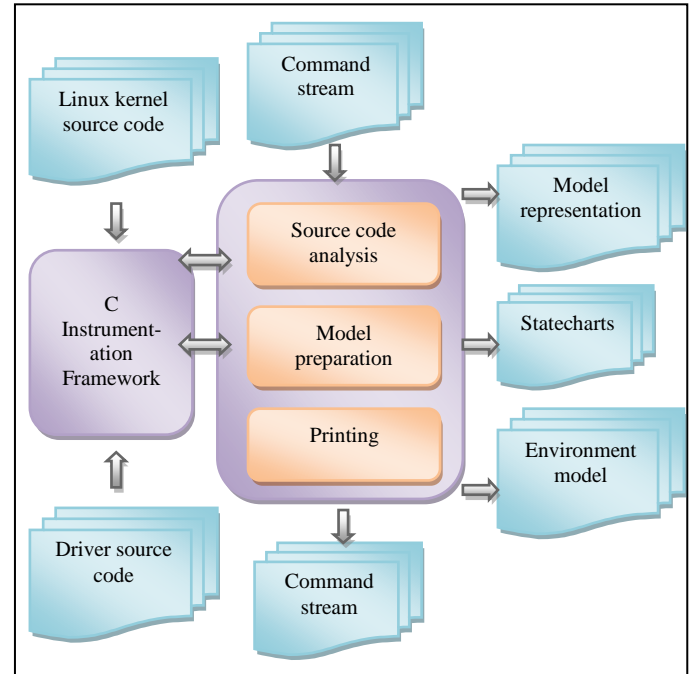 Command
stream
Linux kernel
source code
Model
representation
Source code
analysis
C
Instrument-
ation
Framework
Model
preparation
Statecharts
Printing
Environment
model
Driver source
code
Command
stream